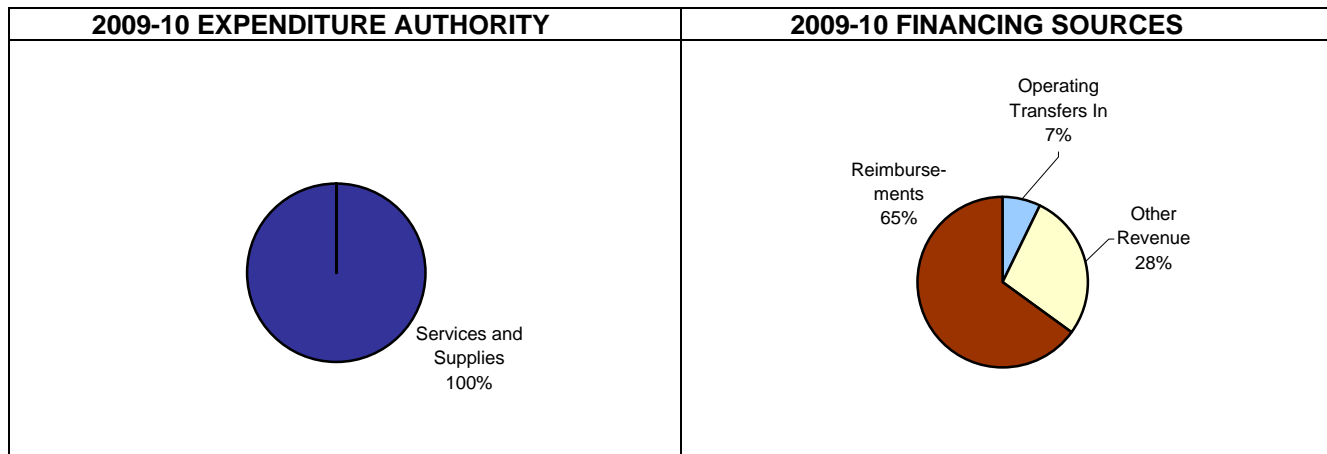 2009-10 EXPENDITURE AUTHORITY
Services and
Supplies
100%
2009-10 FINANCING SOURCES
Operating
Transfers In
7%
Reimburse-
ments
65%
Other
Revenue
28%